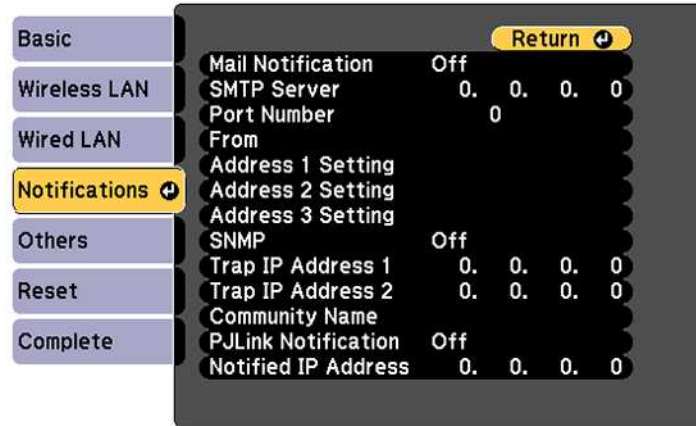 Basic
Wireless LAN
Wired LAN
Notifications
Others
Reset
Complete
Return
Mail Notification Off
SMTP Server 0. 0. 0. 0
Port Number 0
From
Address 1 Setting
Address 2 Setting
Address 3 Setting
SNMP Off
Trap IP Address 1 0. 0. 0. 0
Trap IP Address 2 0. 0. 0. 0
Community Name
PJLink Notification Off
Notified IP Address 0. 0. 0. 0